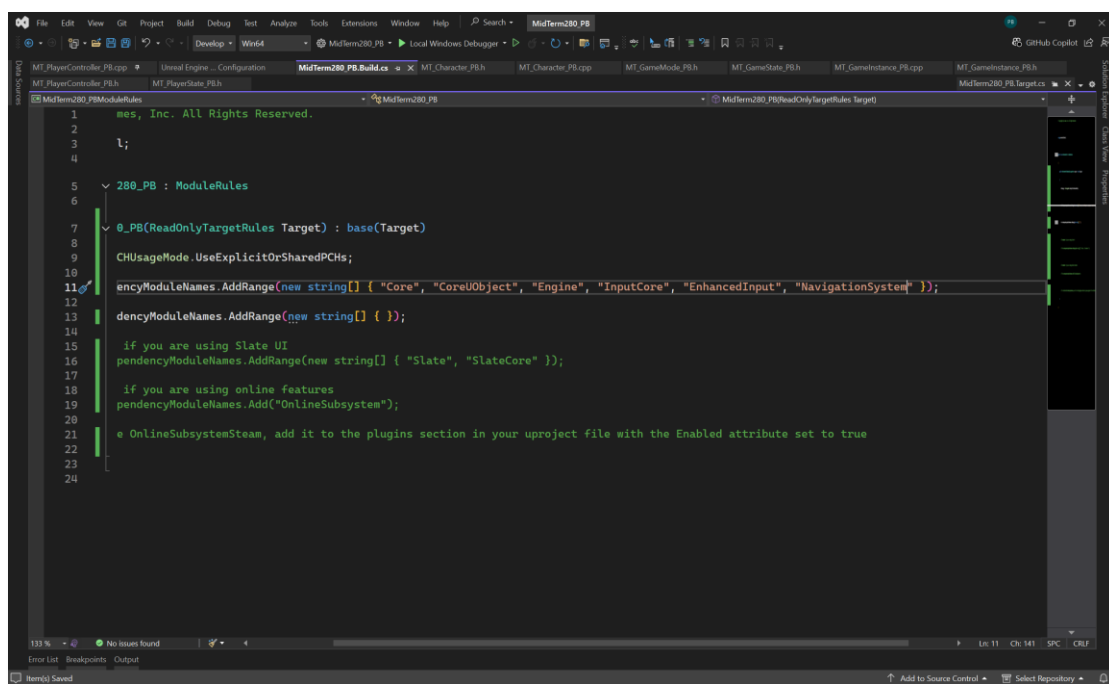 File Edit View Git Project Build Debug Test Analyze Tools Extensions Window Help Search MidTerm280_PB PB
Develop Win64 MidTerm280_PB Local Windows Debugger GitHub Copilot
MT_PlayerController_PB.cpp Unreal Engine ... Configuration MidTerm280_PB.Build.cs MT_Character_PB.h MT_Character_PB.cpp MT_GameMode_PB.h MT_GameState_PB.h MT_GameInstance_PB.cpp MT_GameInstance_PB.h
MT_PlayerController_PB.h MT_PlayerState_PB.h MidTerm280_PB.Target.cs
MidTerm280_PBModuleRules MidTerm280_PB MidTerm280_PB(ReadOnlyTargetRules Target)
Data Sources
Solution Explorer Class View Properties
1 mes, Inc. All Rights Reserved.
2
3 l;
4
5 280_PB : ModuleRules
6
7 0_PB(ReadOnlyTargetRules Target) : base(Target)
8
9 CHUsageMode.UseExplicitOrSharedPCHs;
10
11 encyModuleNames.AddRange(new string[] { "Core", "CoreUObject", "Engine", "InputCore", "EnhancedInput", "NavigationSystem" });
12
13 dencyModuleNames.AddRange(new string[] { });
14
15 if you are using Slate UI
16 pendencyModuleNames.AddRange(new string[] { "Slate", "SlateCore" });
17
18 if you are using online features
19 pendencyModuleNames.Add("OnlineSubsystem");
20
21 e OnlineSubsystemSteam, add it to the plugins section in your uproject file with the Enabled attribute set to true
22
23
24
133 % No issues found Ln: 11 Ch: 141 SPC CRLF
Error List Breakpoints Output
Item(s) Saved Add to Source Control Select Repository